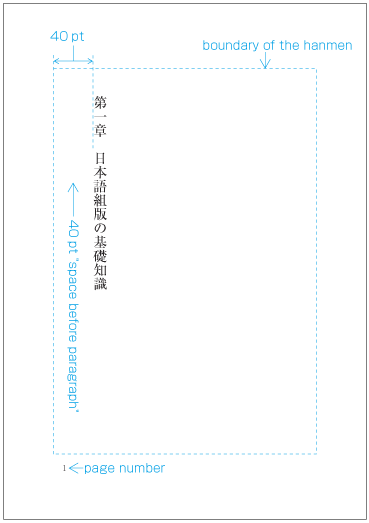 40 pt
boundary of the hanmen
第一章　日本語組版の基礎知識
40 pt "space before paragraph"
1
page number